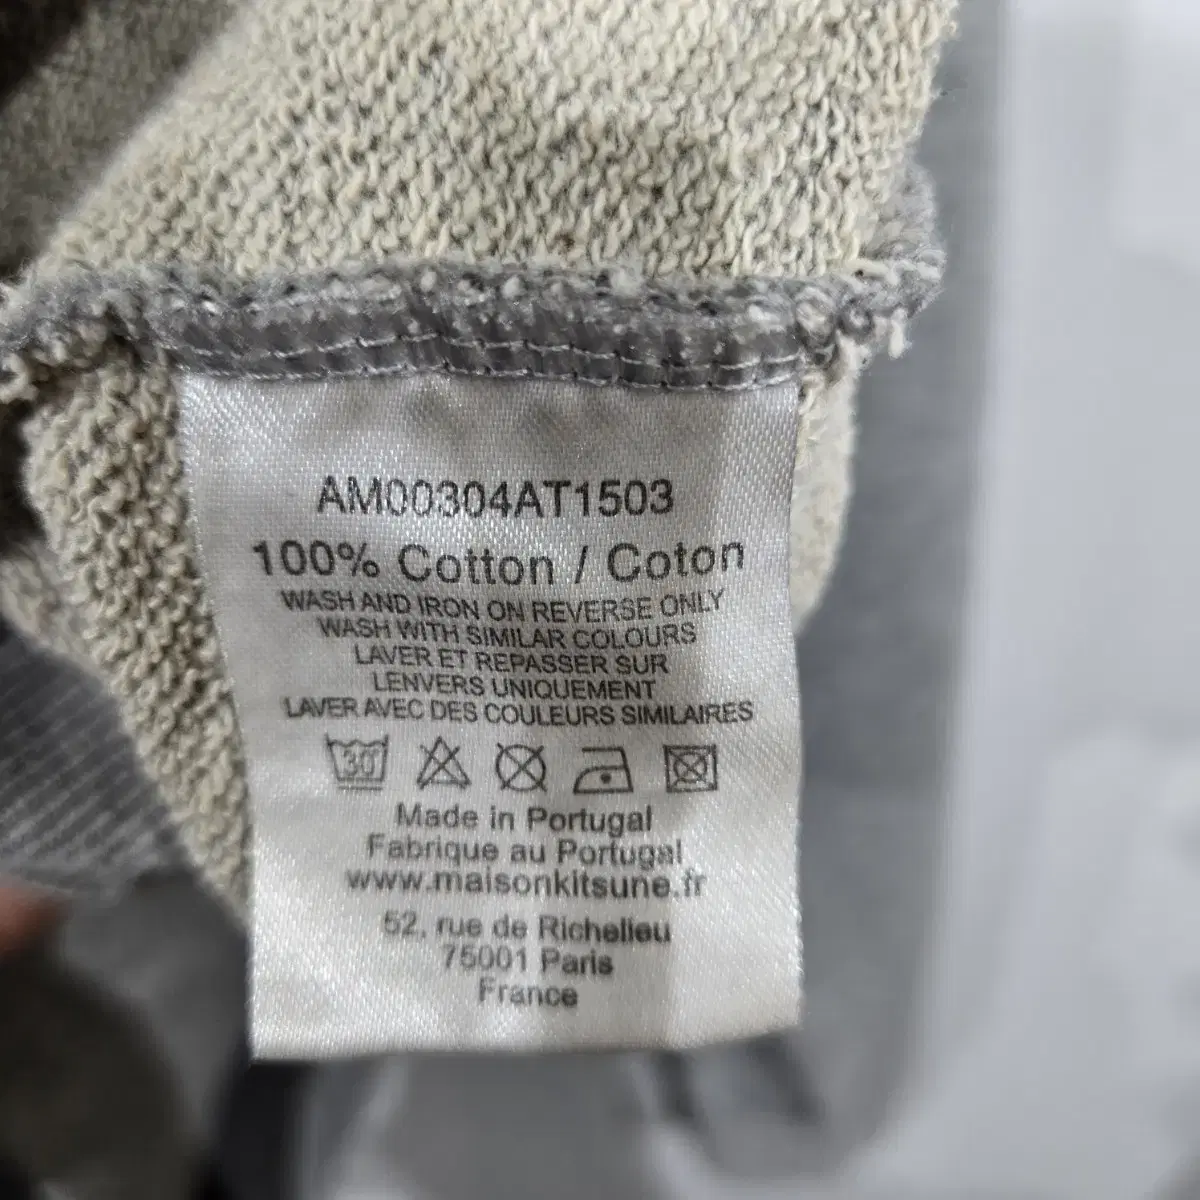 AM00304AT1503
100% Cotton / Coton
WASH AND IRON ON REVERSE ONLY
WASH WITH SIMILAR COLOURS
LAVER ET REPASSER SUR
LENVERS UNIQUEMENT
LAVER AVEC DES COULEURS SIMILAIRES
30
Made in Portugal
Fabrique au Portugal
www.maisonkitsune.fr
52, rue de Richelieu
75001 Paris
France